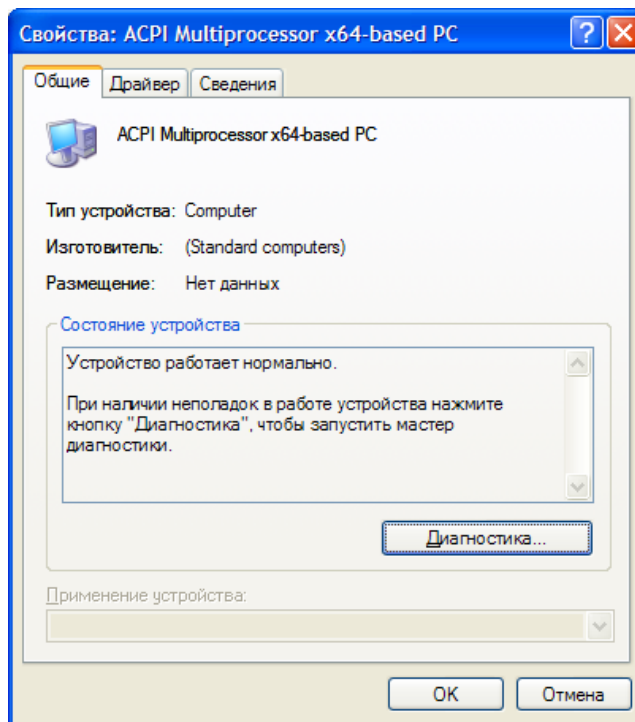 Свойства: ACPI Multiprocessor x64-based PC
Общие Драйвер Сведения
ACPI Multiprocessor x64-based PC
Тип устройства: Computer
Изготовитель: (Standard computers)
Размещение: Нет данных
Состояние устройства
Устройство работает нормально.
При наличии неполадок в работе устройства нажмите
кнопку "Диагностика", чтобы запустить мастер
диагностики.
Диагностика...
Применение устройства:
OK Отмена